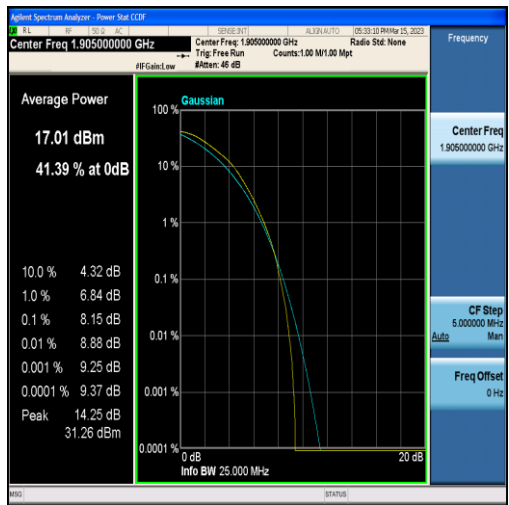 Agilent Spectrum Analyzer - Power Stat CCDF
RL RF 50 Ω AC SENSE:INT ALIGN AUTO 05:33:10 PM Mar 15, 2023
Center Freq 1.905000000 GHz
Center Freq: 1.905000000 GHz Radio Std: None
Trig: Free Run Counts:1.00 M/1.00 Mpt
#IFGain:Low #Atten: 46 dB
Frequency
Average Power
17.01 dBm
41.39 % at 0dB
10.0 % 4.32 dB
1.0 % 6.84 dB
0.1 % 8.15 dB
0.01 % 8.88 dB
0.001 % 9.25 dB
0.0001 % 9.37 dB
Peak 14.25 dB
31.26 dBm
Gaussian
100 %
10 %
1 %
0.1 %
0.01 %
0.001 %
0.0001 %
0 dB 20 dB
Info BW 25.000 MHz
Center Freq
1.905000000 GHz
CF Step
5.000000 MHz
Auto Man
Freq Offset
0 Hz
MSG STATUS